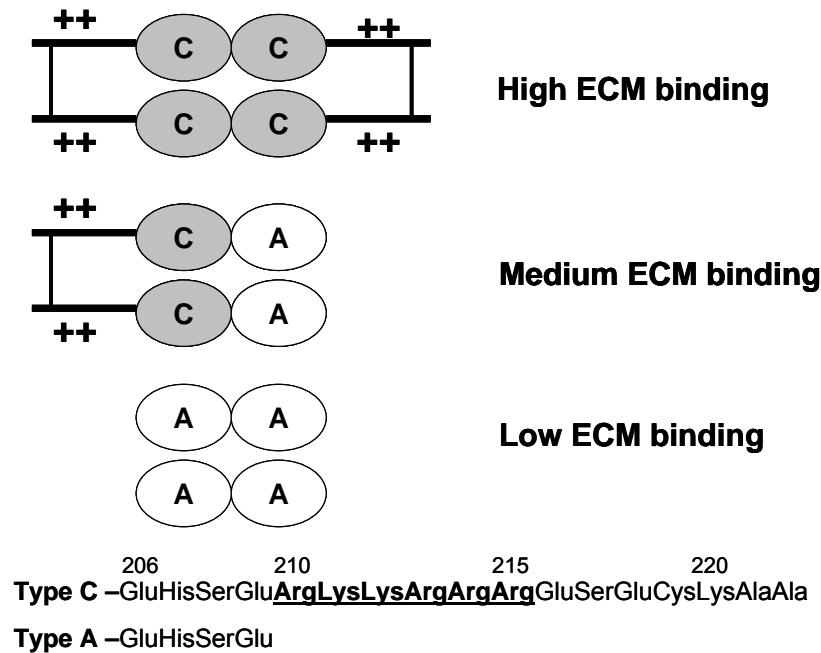 ++ ++
C C
High ECM binding
C C
++ ++
++
C A
Medium ECM binding
C A
++
A A
Low ECM binding
A A
206 210 215 220
Type C –GluHisSerGluArgLysLysArgArgArgGluSerGluCysLysAlaAla
Type A –GluHisSerGlu